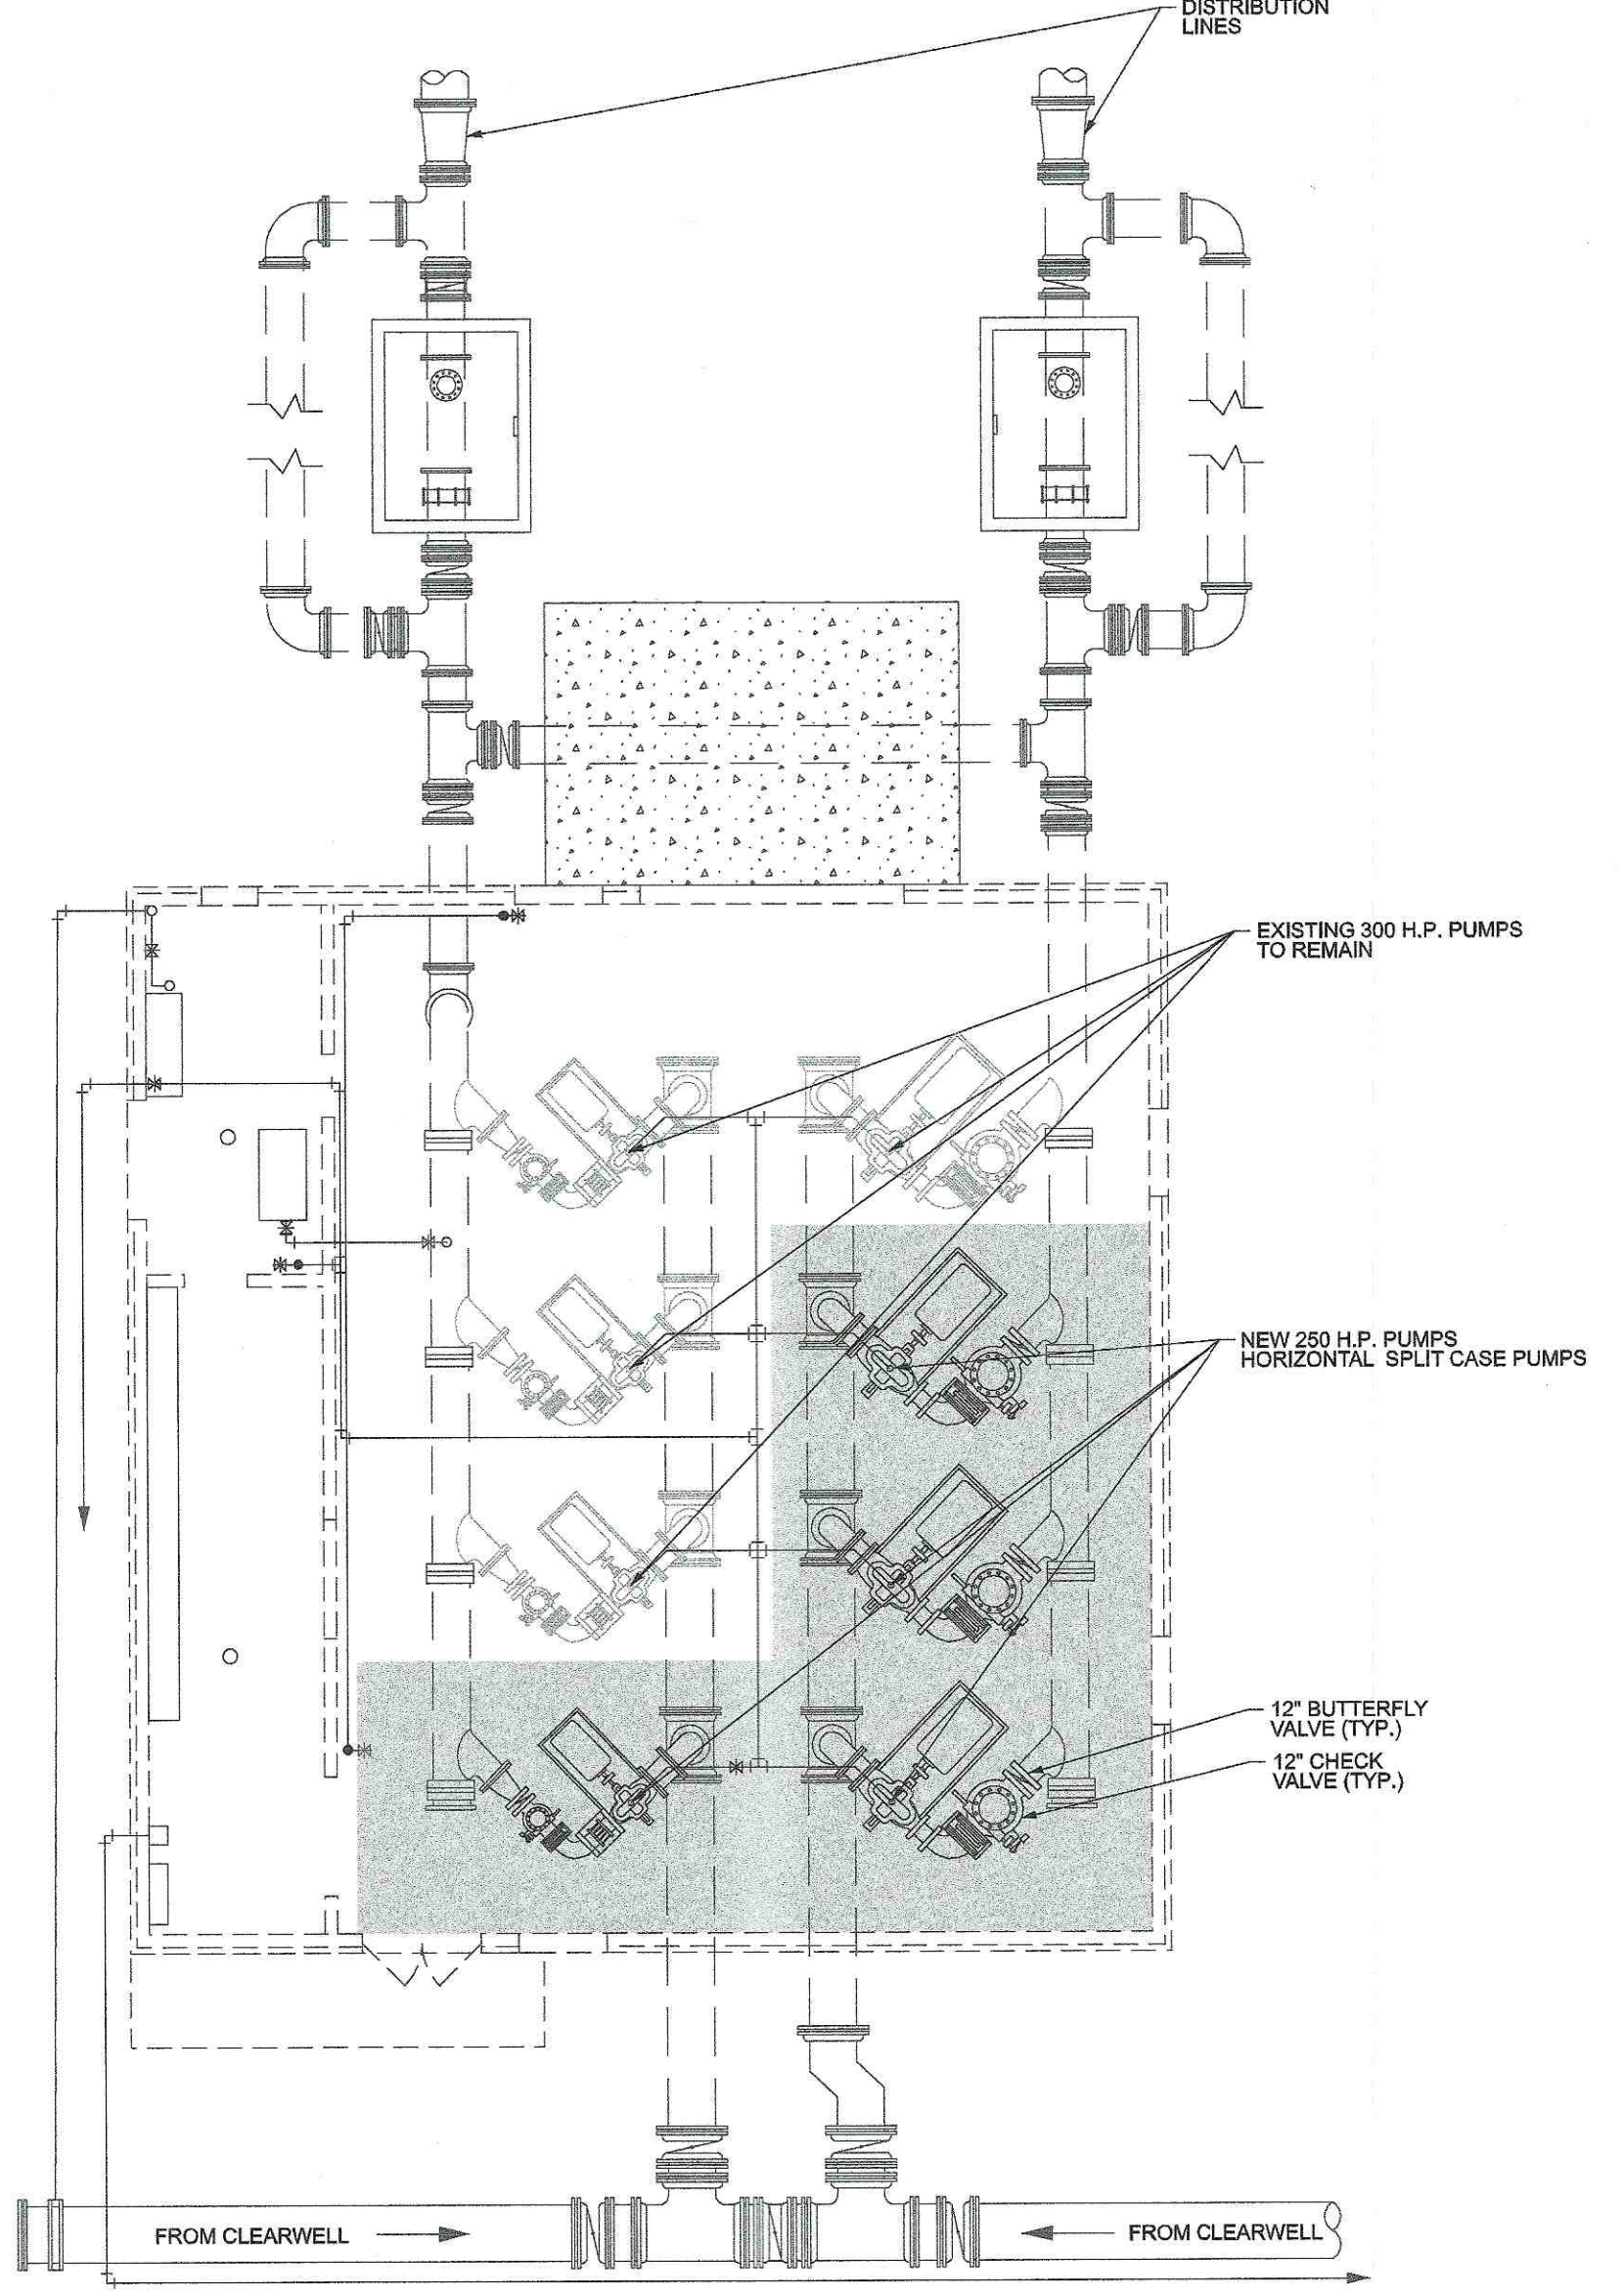 DISTRIBUTION
LINES
EXISTING 300 H.P. PUMPS
TO REMAIN
NEW 250 H.P. PUMPS
HORIZONTAL SPLIT CASE PUMPS
12" BUTTERFLY
VALVE (TYP.)
12" CHECK
VALVE (TYP.)
FROM CLEARWELL
FROM CLEARWELL